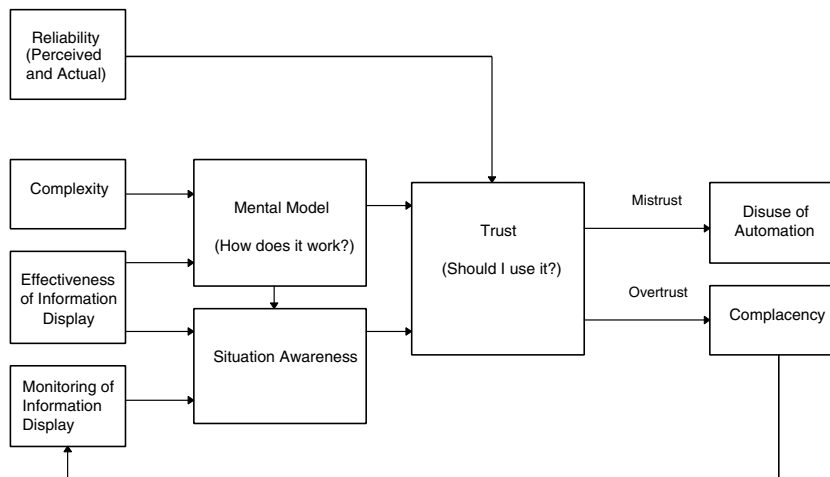 Reliability
(Perceived
and Actual)
Complexity
Mental Model
(How does it work?)
Effectiveness
of Information
Display
Situation Awareness
Monitoring of
Information
Display
Trust
(Should I use it?)
Mistrust
Disuse of
Automation
Overtrust
Complacency